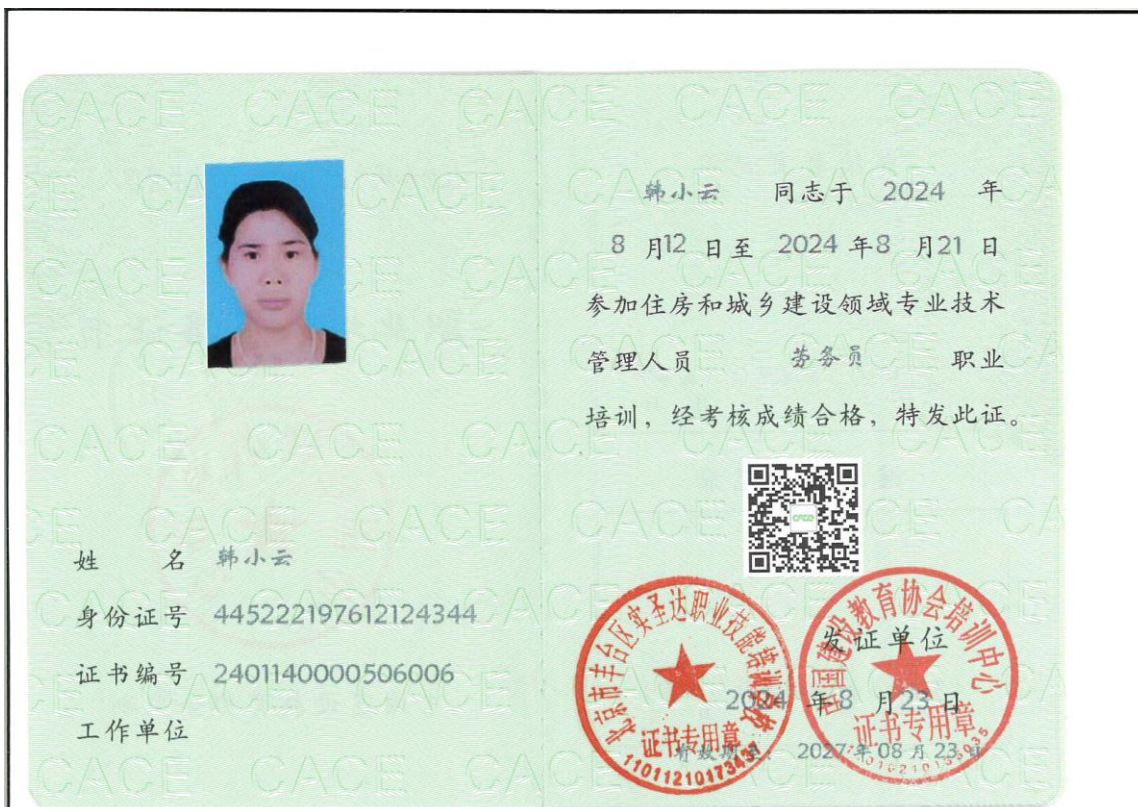 韩小云 同志于 2024 年
8 月12 日至 2024 年8 月21 日
参加住房和城乡建设领域专业技术
管理人员 劳务员 职业
培训，经考核成绩合格，特发此证。
姓 名 韩小云
身份证号 445222197612124344
证书编号 2401140000506006
工作单位
CACE
北京市丰台区实圣达职业技能培训学校
证书专用章
中国建设教育协会培训中心
证书专用章
发证单位
2024 年8 月23 日
有效期至： 2027 年 08 月 23 日